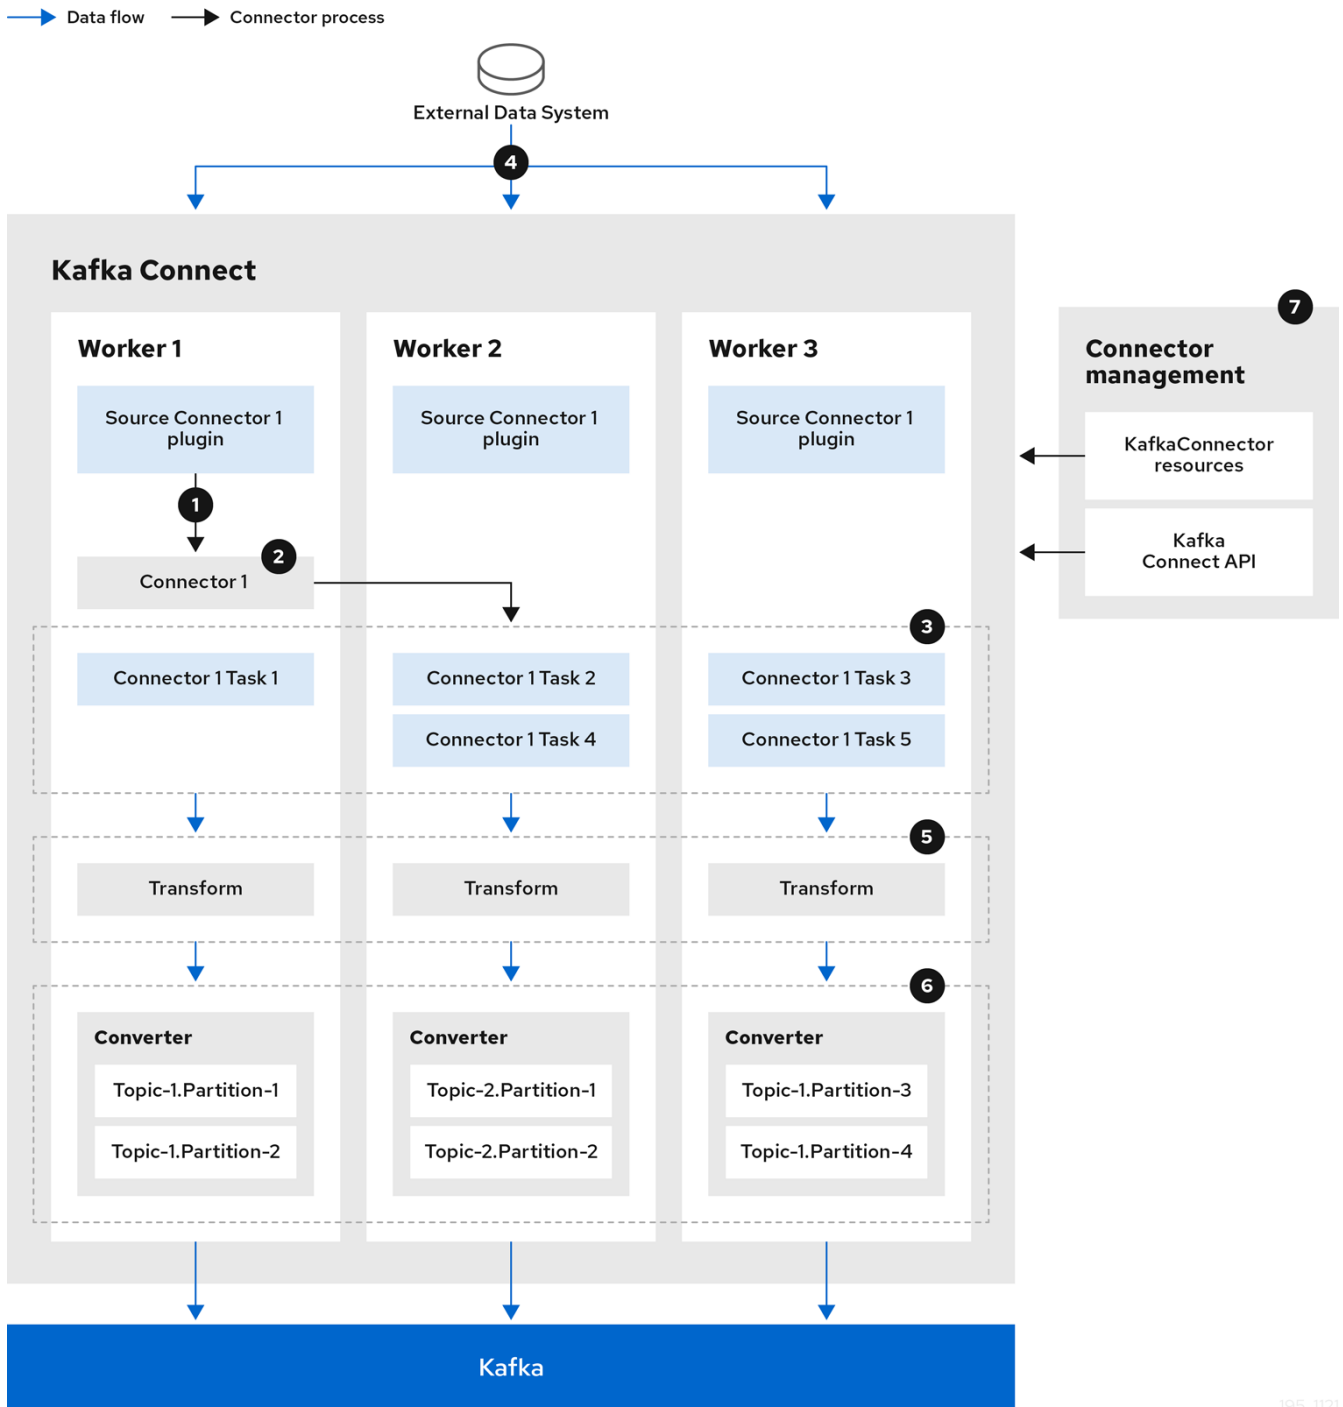 Data flow
Connector process
External Data System
4
Kafka Connect
7
Worker 1
Worker 2
Worker 3
Connector
management
Source Connector 1
plugin
Source Connector 1
plugin
Source Connector 1
plugin
KafkaConnector
resources
1
Kafka
Connect API
2
Connector 1
3
Connector 1 Task 1
Connector 1 Task 2
Connector 1 Task 3
Connector 1 Task 4
Connector 1 Task 5
5
Transform
Transform
Transform
6
Converter
Converter
Converter
Topic-1.Partition-1
Topic-2.Partition-1
Topic-1.Partition-3
Topic-1.Partition-2
Topic-2.Partition-2
Topic-1.Partition-4
Kafka